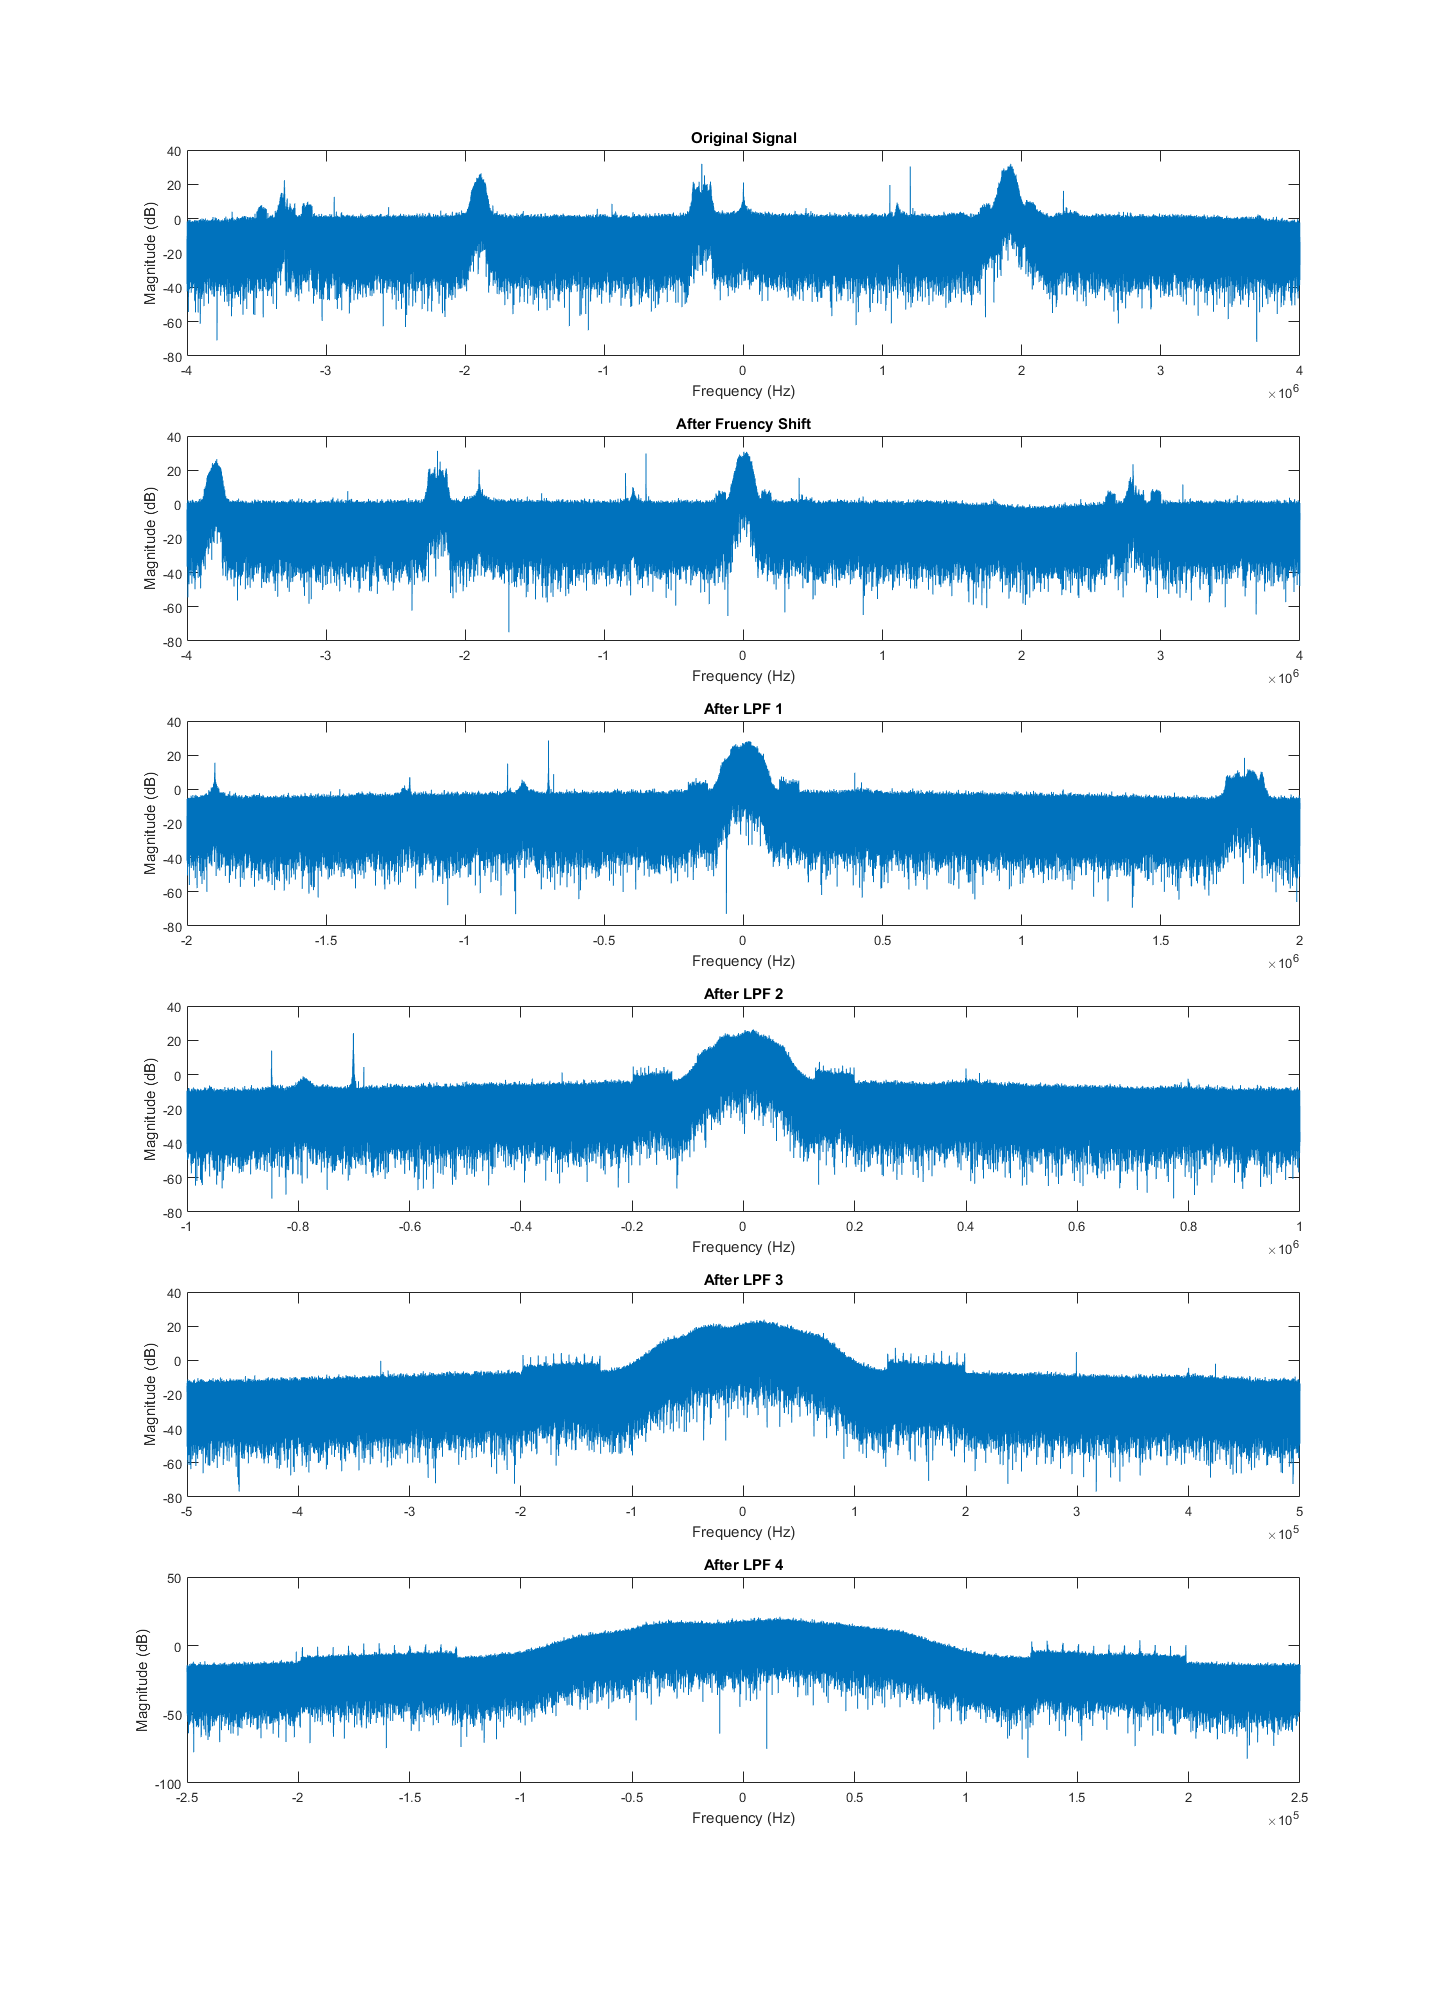 Original Signal
40
20
0
-20
-40
-60
-80
Magnitude (dB)
-4 -3 -2 -1 0 1 2 3 4
Frequency (Hz)
×10^6
After Fruency Shift
40
20
0
-20
-40
-60
-80
Magnitude (dB)
-4 -3 -2 -1 0 1 2 3 4
Frequency (Hz)
×10^6
After LPF 1
40
20
0
-20
-40
-60
-80
Magnitude (dB)
-2 -1.5 -1 -0.5 0 0.5 1 1.5 2
Frequency (Hz)
×10^6
After LPF 2
40
20
0
-20
-40
-60
-80
Magnitude (dB)
-1 -0.8 -0.6 -0.4 -0.2 0 0.2 0.4 0.6 0.8 1
Frequency (Hz)
×10^6
After LPF 3
40
20
0
-20
-40
-60
-80
Magnitude (dB)
-5 -4 -3 -2 -1 0 1 2 3 4 5
Frequency (Hz)
×10^5
After LPF 4
50
0
-50
-100
Magnitude (dB)
-2.5 -2 -1.5 -1 -0.5 0 0.5 1 1.5 2 2.5
Frequency (Hz)
×10^5